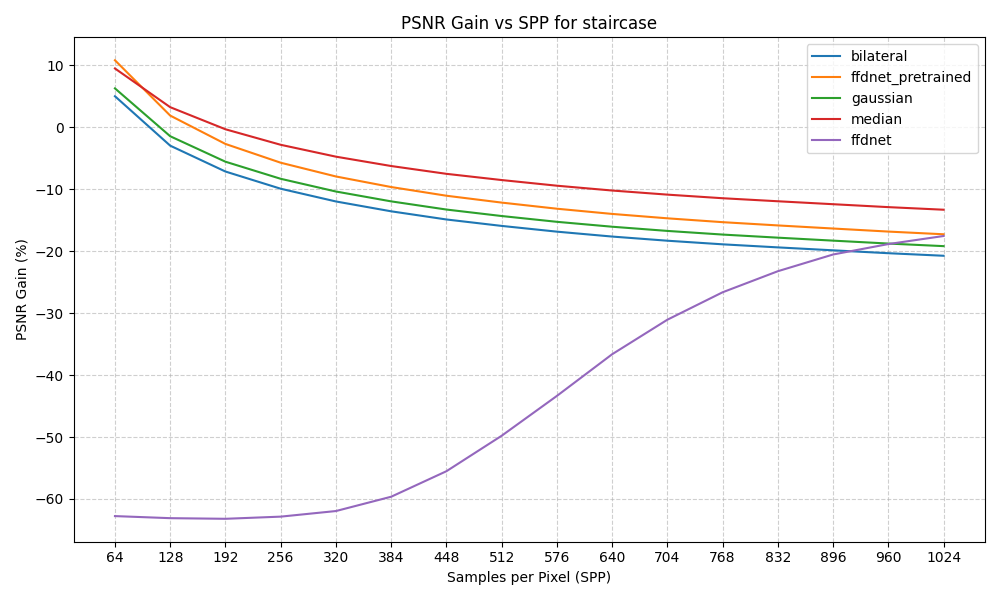 PSNR Gain vs SPP for staircase
bilateral
ffdnet_pretrained
gaussian
median
ffdnet
PSNR Gain (%)
10
0
−10
−20
−30
−40
−50
−60
64 128 192 256 320 384 448 512 576 640 704 768 832 896 960 1024
Samples per Pixel (SPP)